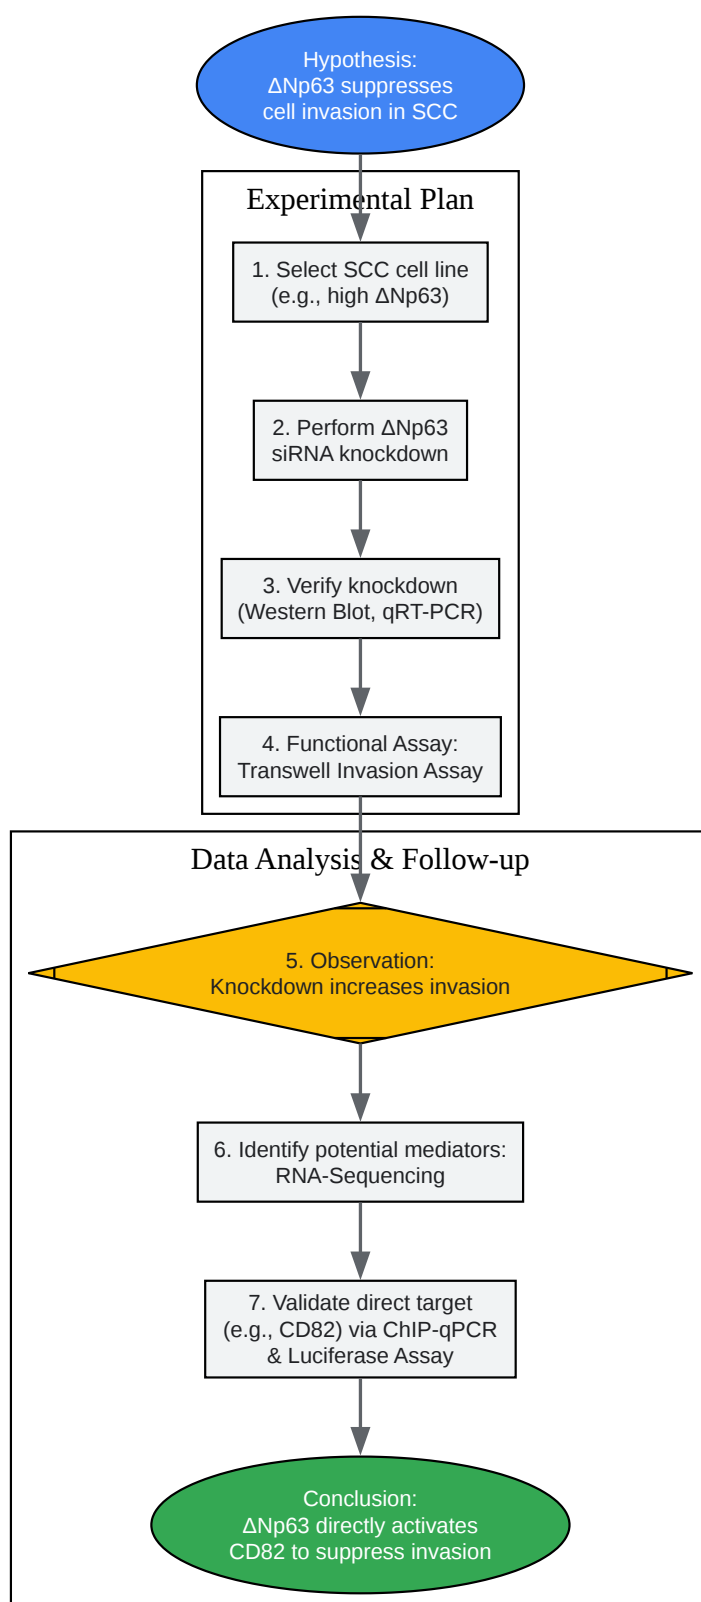 Hypothesis:
ΔNp63 suppresses
cell invasion in SCC
Experimental Plan
1. Select SCC cell line
(e.g., high ΔNp63)
2. Perform ΔNp63
siRNA knockdown
3. Verify knockdown
(Western Blot, qRT-PCR)
4. Functional Assay:
Transwell Invasion Assay
Data Analysis & Follow-up
5. Observation:
Knockdown increases invasion
6. Identify potential mediators:
RNA-Sequencing
7. Validate direct target
(e.g., CD82) via ChIP-qPCR
& Luciferase Assay
Conclusion:
ΔNp63 directly activates
CD82 to suppress invasion